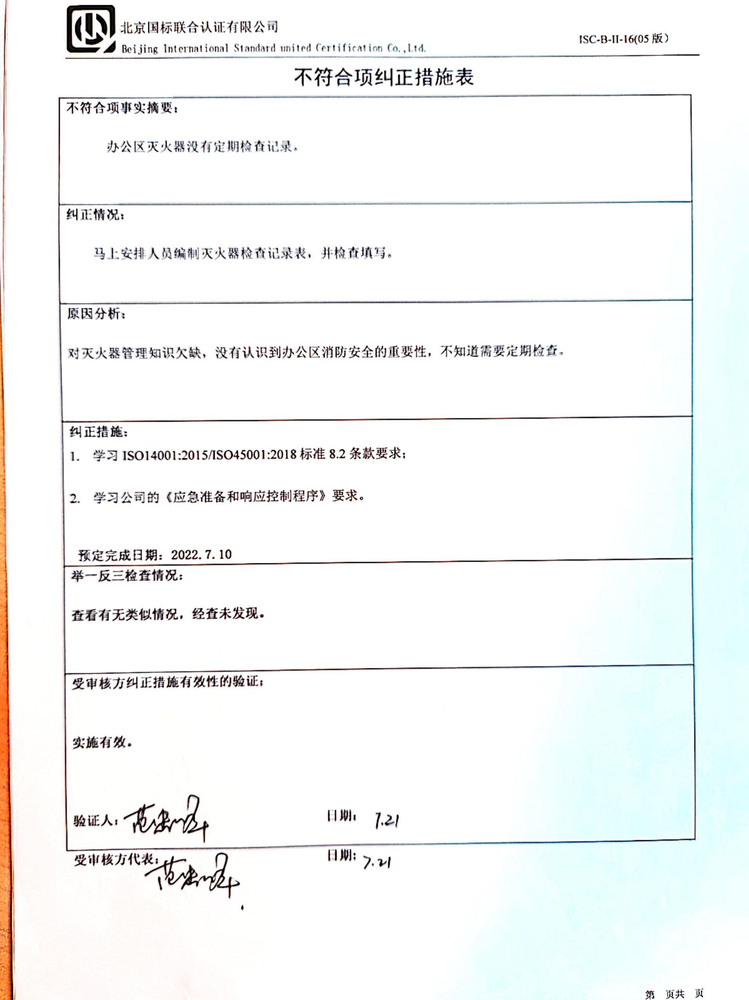 北京国标联合认证有限公司
Beijing International Standard united Certification Co.,Ltd.
ISC-B-II-16(05 版）
不符合项纠正措施表
不符合项事实摘要：
办公区灭火器没有定期检查记录。
纠正情况：
马上安排人员编制灭火器检查记录表，并检查填写。
原因分析：
对灭火器管理知识欠缺，没有认识到办公区消防安全的重要性，不知道需要定期检查。
纠正措施：
1. 学习 ISO14001:2015/ISO45001:2018 标准 8.2 条款要求；
2. 学习公司的《应急准备和响应控制程序》要求。
预定完成日期：2022.7.10
举一反三检查情况：
查看有无类似情况，经查未发现。
受审核方纠正措施有效性的验证；
实施有效。
验证人： 日期： 7.21
受审核方代表： 日期： 7.21
第 页共 页